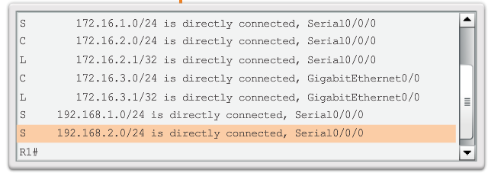 S 172.16.1.0/24 is directly connected, Serial0/0/0
C 172.16.2.0/24 is directly connected, Serial0/0/0
L 172.16.2.1/32 is directly connected, Serial0/0/0
C 172.16.3.0/24 is directly connected, GigabitEthernet0/0
L 172.16.3.1/32 is directly connected, GigabitEthernet0/0
S 192.168.1.0/24 is directly connected, Serial0/0/0
S 192.168.2.0/24 is directly connected, Serial0/0/0
R1#